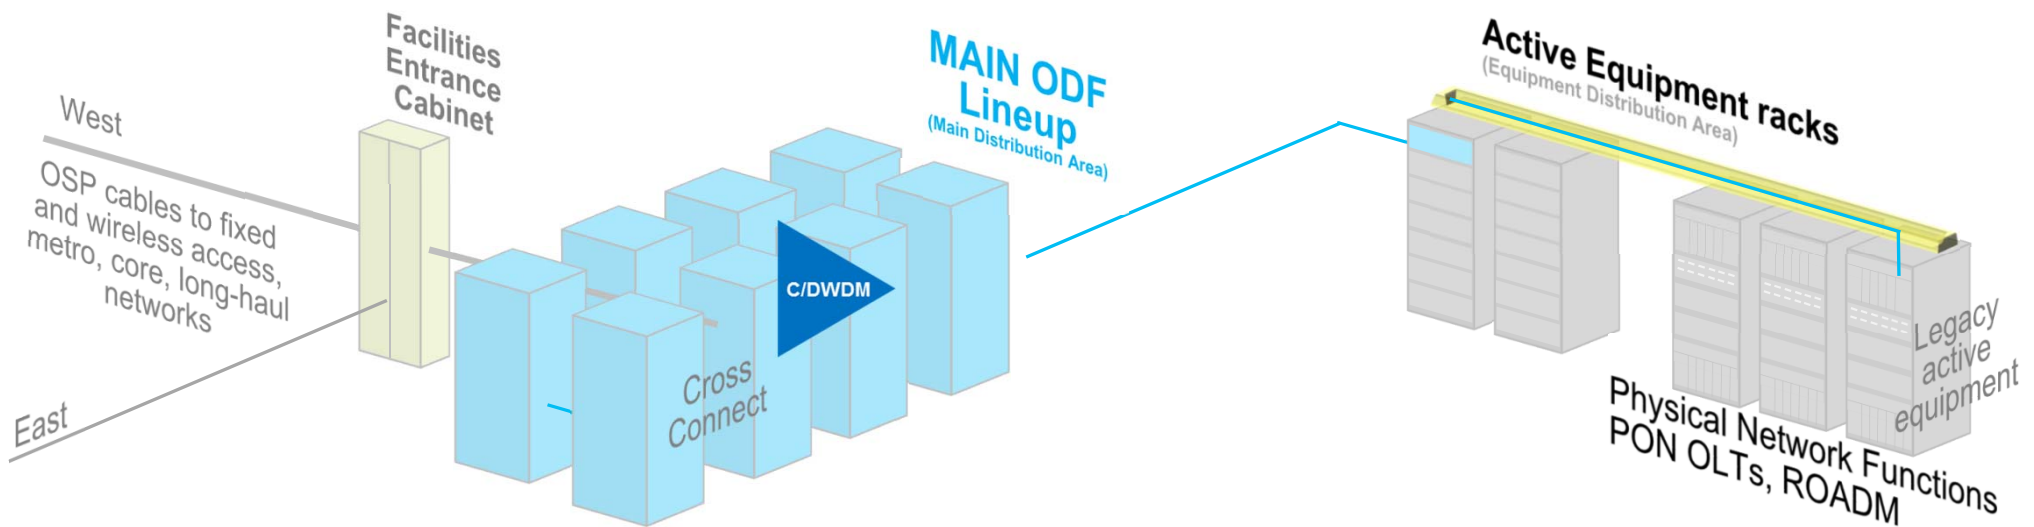 Facilities
Entrance
Cabinet
West
OSP cables to fixed
and wireless access,
metro, core, long-haul
networks
East
MAIN ODF
Lineup
(Main Distribution Area)
C/DWDM
Cross
Connect
Active Equipment racks
(Equipment Distribution Area)
Legacy
active
equipment
Physical Network Functions
PON OLTs, ROADM